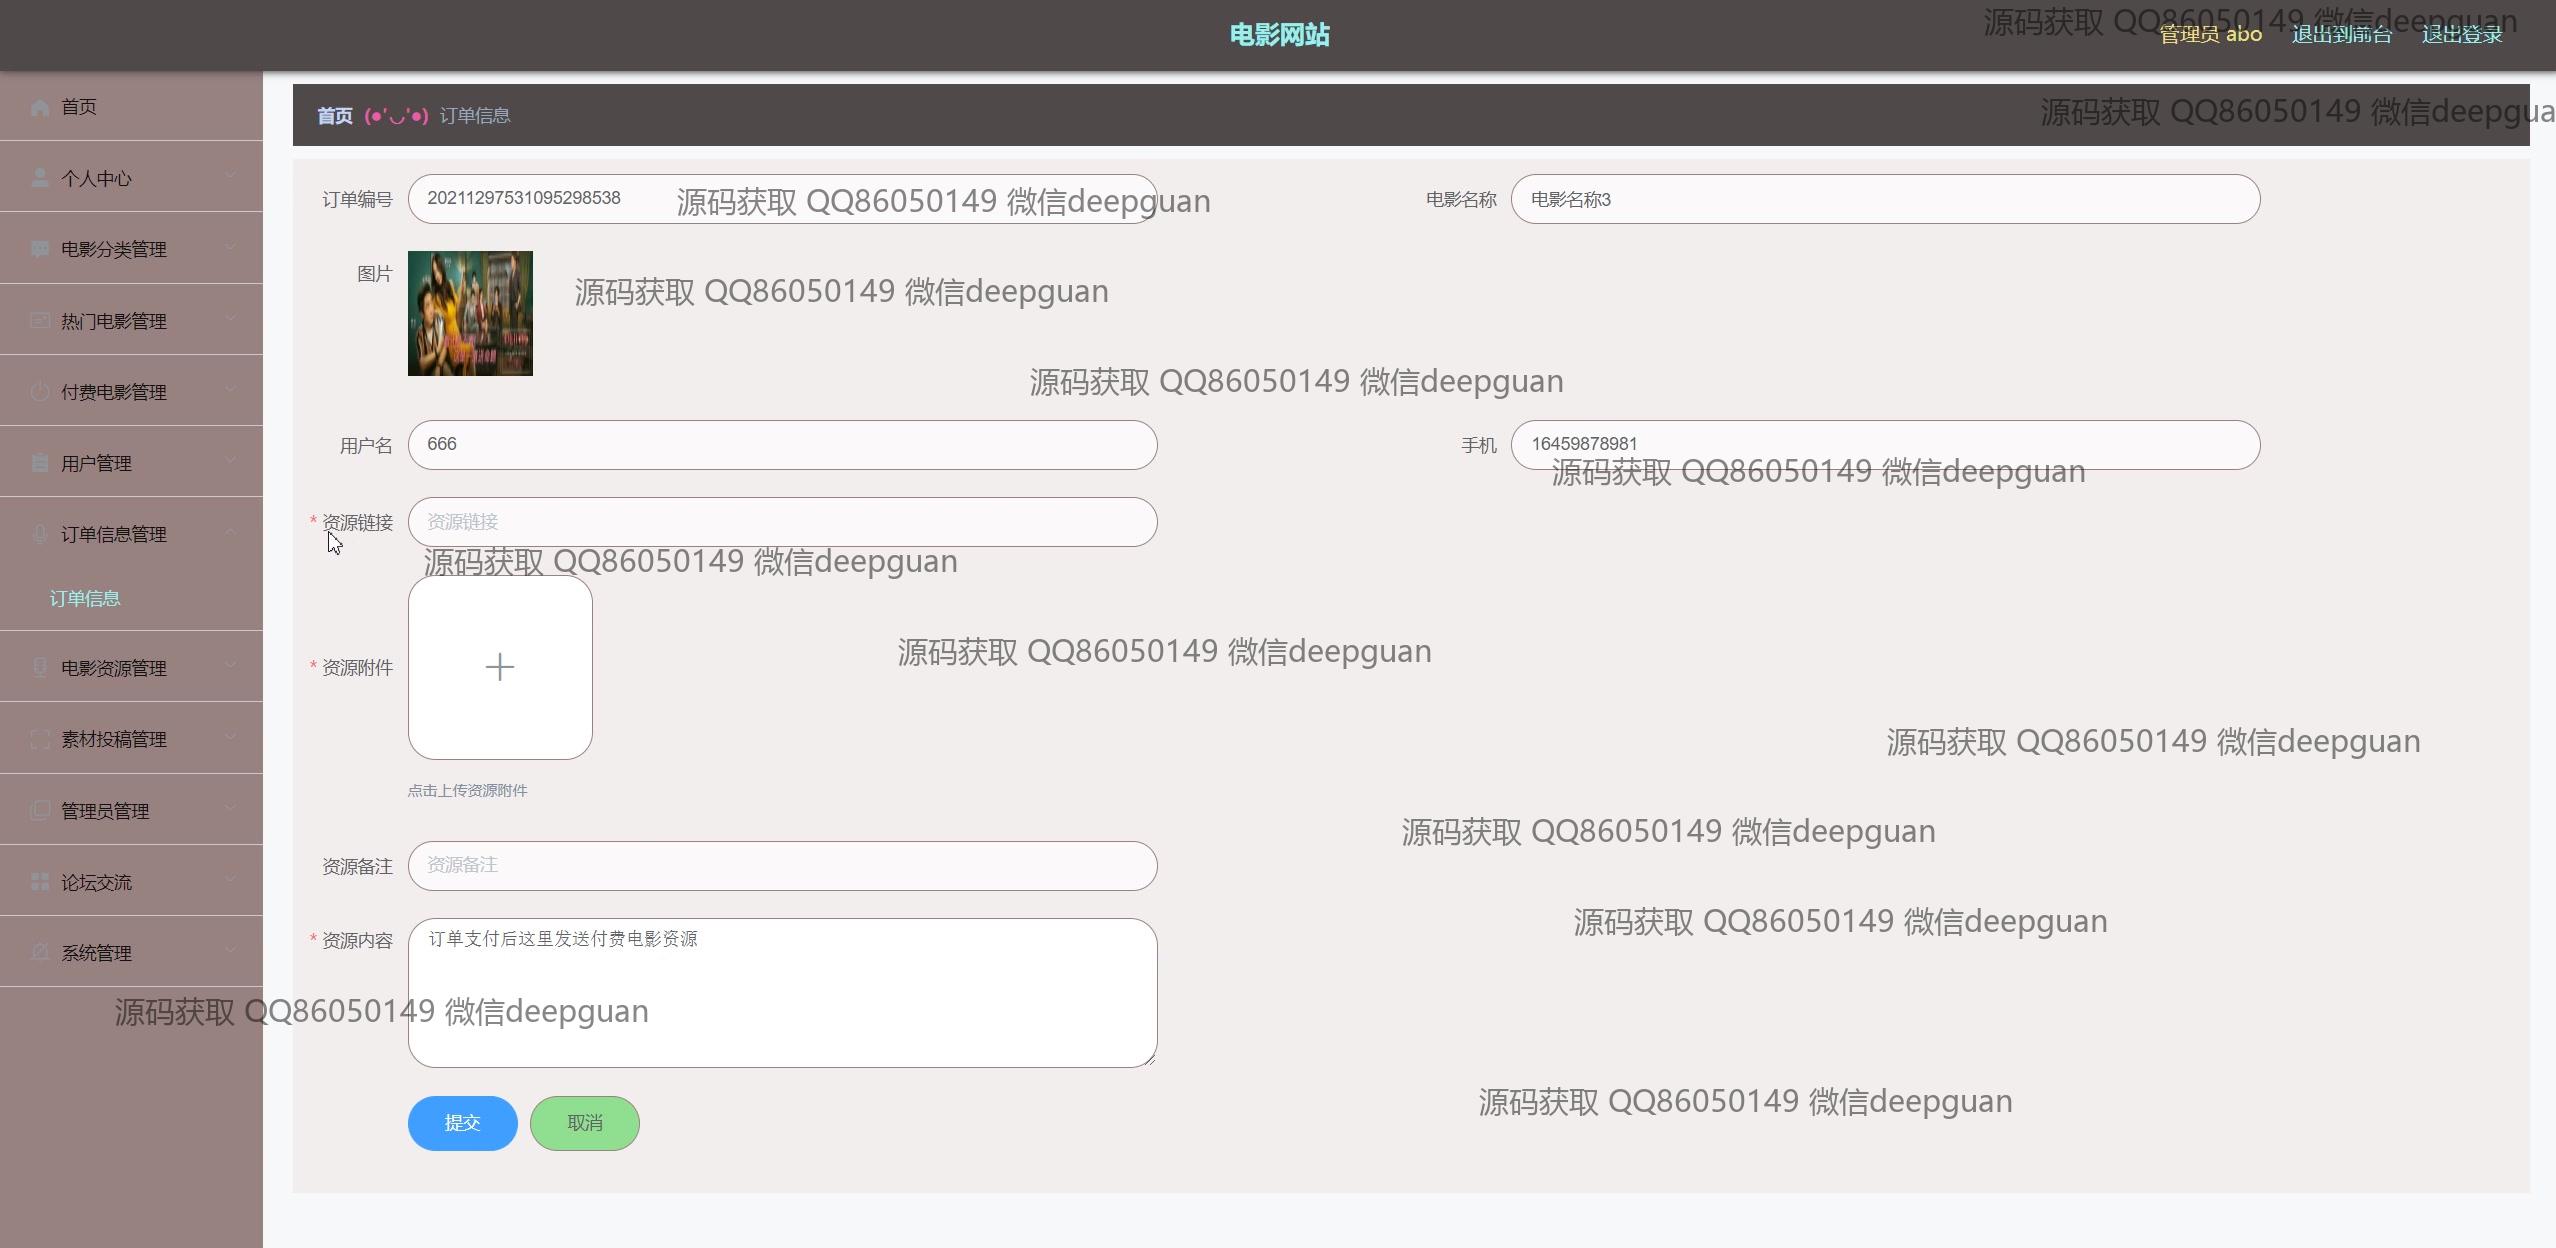 电影网站
源码获取 QQ86050149 微信deepguan
管理员 abo 退出到前台 退出登录
首页
个人中心
电影分类管理
热门电影管理
付费电影管理
用户管理
订单信息管理
订单信息
电影资源管理
素材投稿管理
管理员管理
论坛交流
系统管理
首页 (●'◡'●) 订单信息
源码获取 QQ86050149 微信deepgua
订单编号 20211297531095298538
源码获取 QQ86050149 微信deepguan
电影名称 电影名称3
图片
源码获取 QQ86050149 微信deepguan
源码获取 QQ86050149 微信deepguan
用户名 666
手机 16459878981
源码获取 QQ86050149 微信deepguan
* 资源链接 资源链接
源码获取 QQ86050149 微信deepguan
源码获取 QQ86050149 微信deepguan
* 资源附件
源码获取 QQ86050149 微信deepguan
点击上传资源附件
源码获取 QQ86050149 微信deepguan
资源备注 资源备注
源码获取 QQ86050149 微信deepguan
* 资源内容 订单支付后这里发送付费电影资源
源码获取 QQ86050149 微信deepguan
源码获取 QQ86050149 微信deepguan
提交 取消